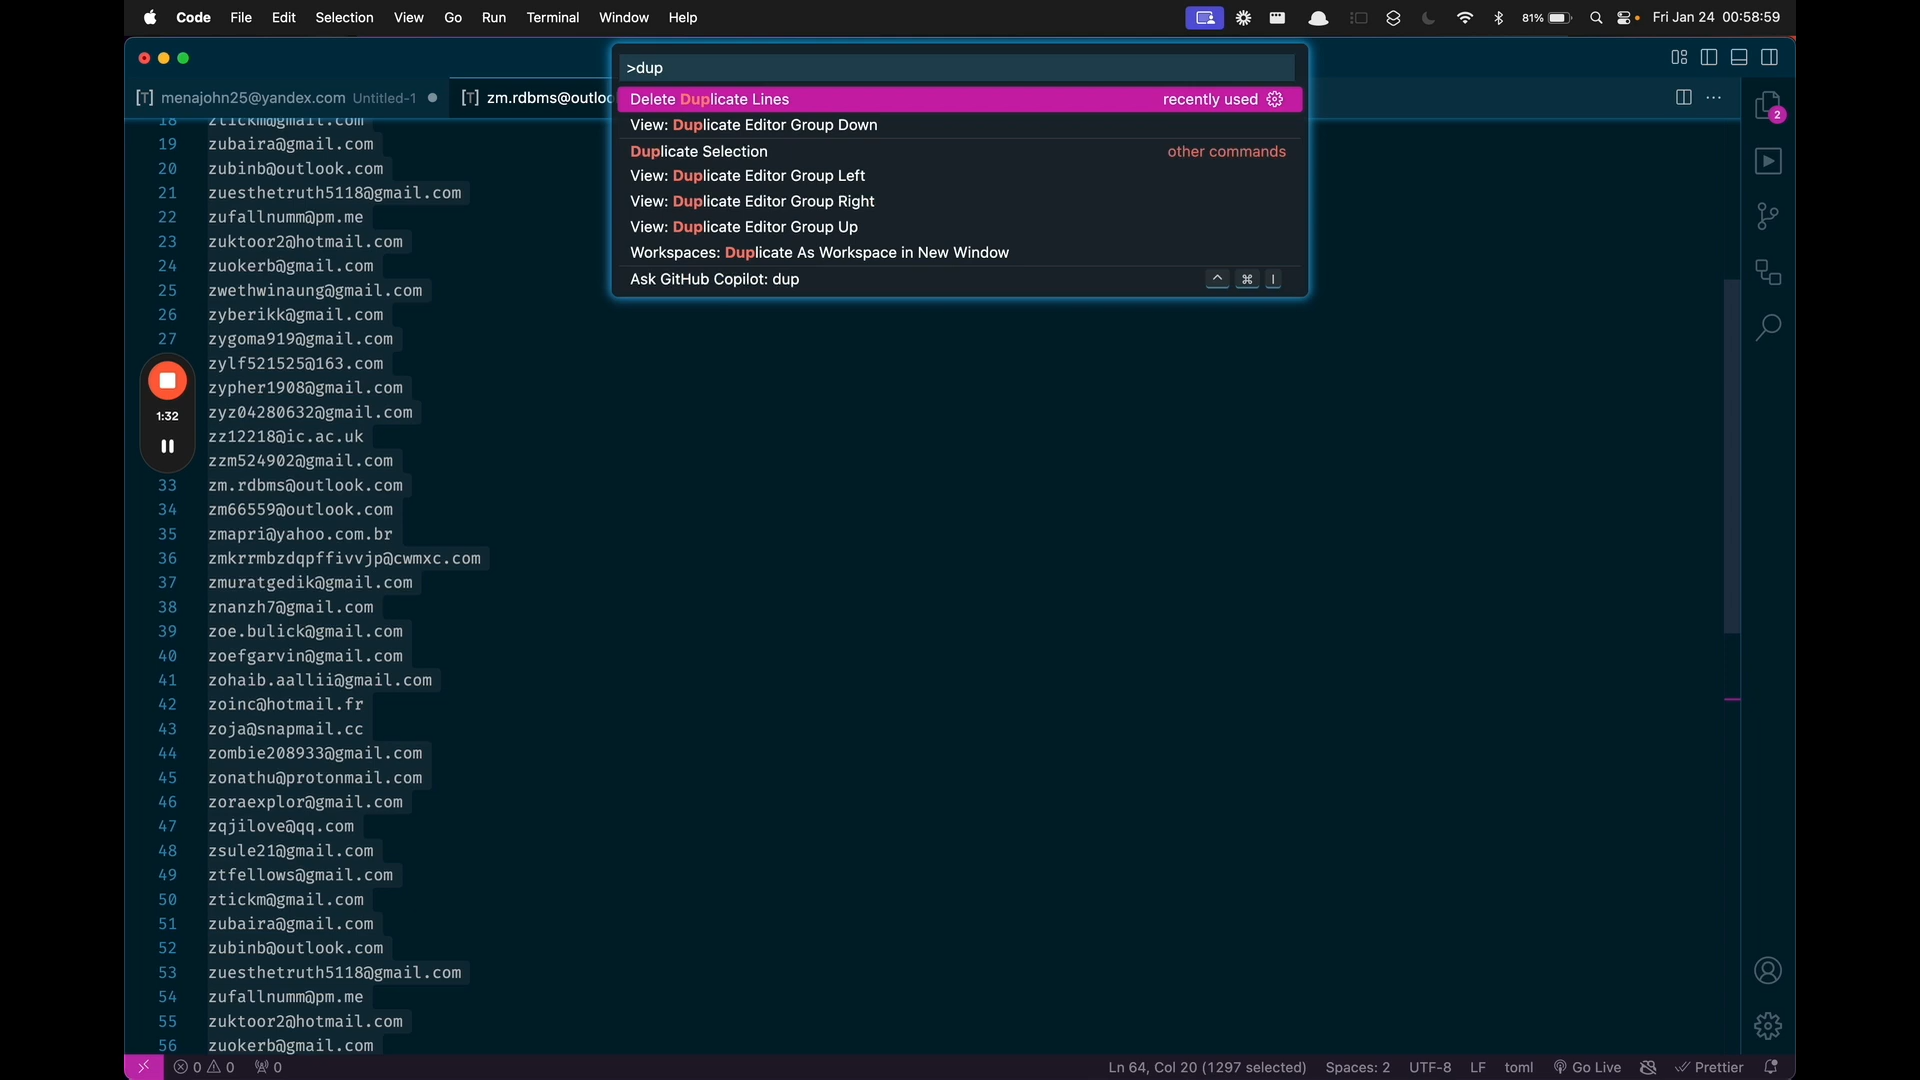 Code File Edit Selection View Go Run Terminal Window Help
81% Fri Jan 24 00:58:59
>dup
[T] menajohn25@yandex.com Untitled-1
[T] zm.rdbms@outloo
Delete Duplicate Lines recently used
View: Duplicate Editor Group Down
Duplicate Selection other commands
View: Duplicate Editor Group Left
View: Duplicate Editor Group Right
View: Duplicate Editor Group Up
Workspaces: Duplicate As Workspace in New Window
Ask GitHub Copilot: dup ^ ⌘ I
2
18 ztickm@gmail.com
19 zubaira@gmail.com
20 zubinb@outlook.com
21 zuesthetruth5118@gmail.com
22 zufallnumm@pm.me
23 zuktoor2@hotmail.com
24 zuokerb@gmail.com
25 zwethwinaung@gmail.com
26 zyberikk@gmail.com
27 zygoma919@gmail.com
zylf521525@163.com
zypher1908@gmail.com
zyz04280632@gmail.com
1:32
zz12218@ic.ac.uk
zzm524902@gmail.com
33 zm.rdbms@outlook.com
34 zm66559@outlook.com
35 zmapri@yahoo.com.br
36 zmkrrmbzdqpffivvjp@cwmxc.com
37 zmuratgedik@gmail.com
38 znanzh7@gmail.com
39 zoe.bulick@gmail.com
40 zoefgarvin@gmail.com
41 zohaib.aallii@gmail.com
42 zoinc@hotmail.fr
43 zoja@snapmail.cc
44 zombie208933@gmail.com
45 zonathu@protonmail.com
46 zoraexplor@gmail.com
47 zqjilove@qq.com
48 zsule21@gmail.com
49 ztfellows@gmail.com
50 ztickm@gmail.com
51 zubaira@gmail.com
52 zubinb@outlook.com
53 zuesthetruth5118@gmail.com
54 zufallnumm@pm.me
55 zuktoor2@hotmail.com
56 zuokerb@gmail.com
0 0 0 Ln 64, Col 20 (1297 selected) Spaces: 2 UTF-8 LF toml Go Live Prettier